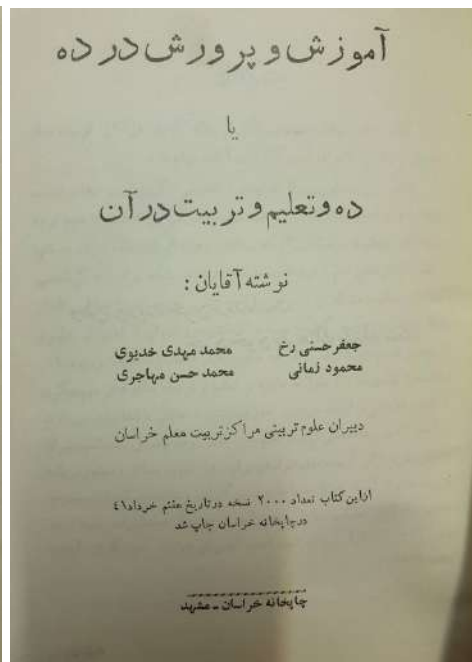 آموزش و پرورش در ده
یا
ده و تعلیم و تربیت در آن
نوشته آقایان :
جعفر حسنی رخ محمد مهدی خدیوی
محمود نمائی محمد حسن مهاجری
دبیران علوم تربیتی مراکز تربیت معلم خراسان
از این کتاب تعداد ۲۰۰۰ نسخه در تاریخ هفتم خرداد ۴۱
در چاپخانه خراسان چاپ شد
چاپخانه خراسان - مشهد